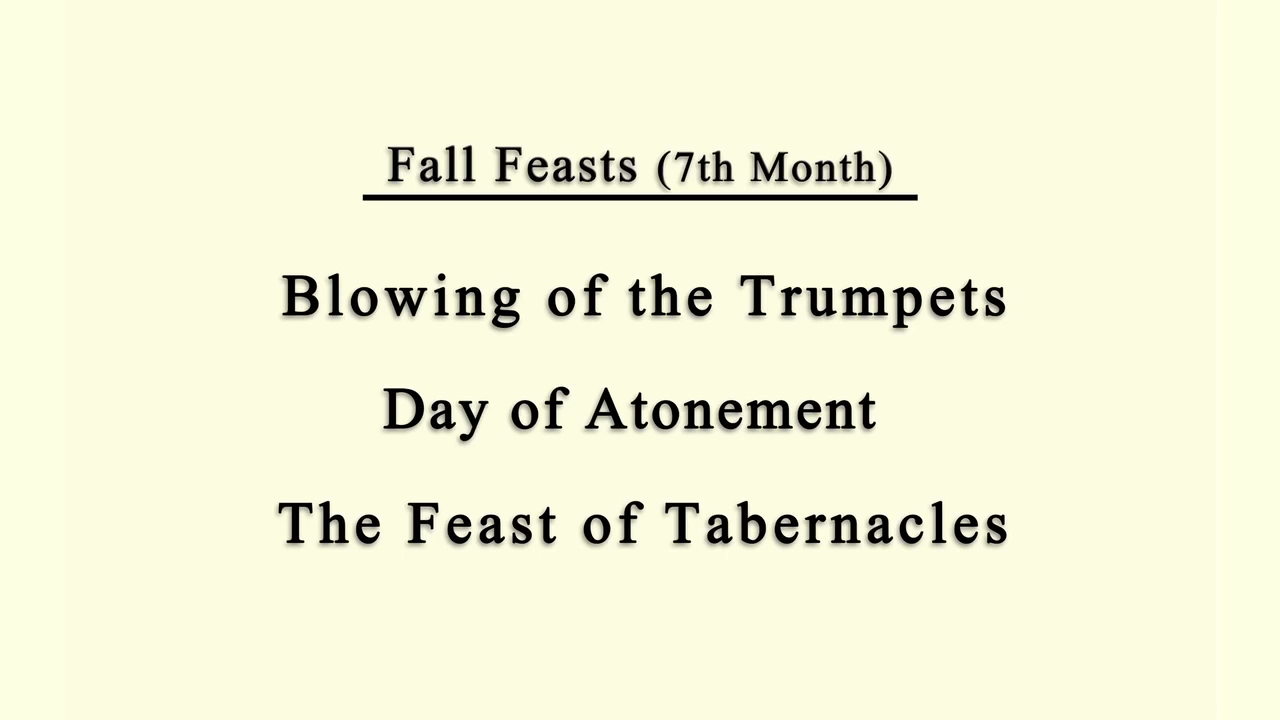 Fall Feasts (7th Month)
Blowing of the Trumpets
Day of Atonement
The Feast of Tabernacles